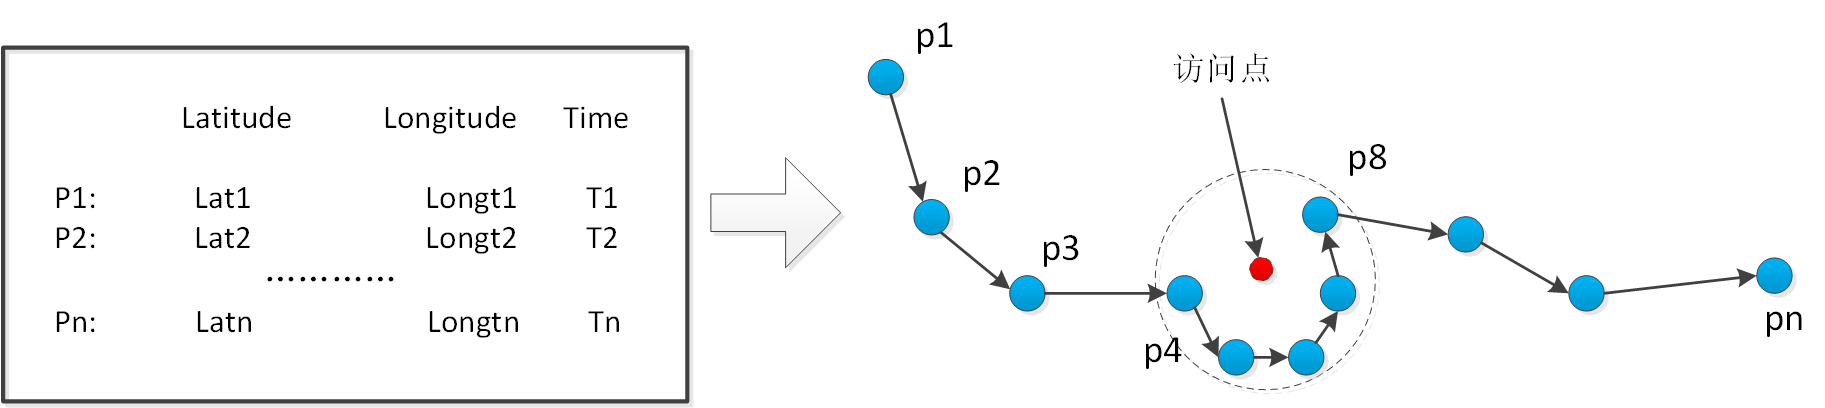 Latitude Longitude Time
P1: Lat1 Longt1 T1
P2: Lat2 Longt2 T2
............
Pn: Latn Longtn Tn
p1
访问点
p2
p8
p3
p4
pn